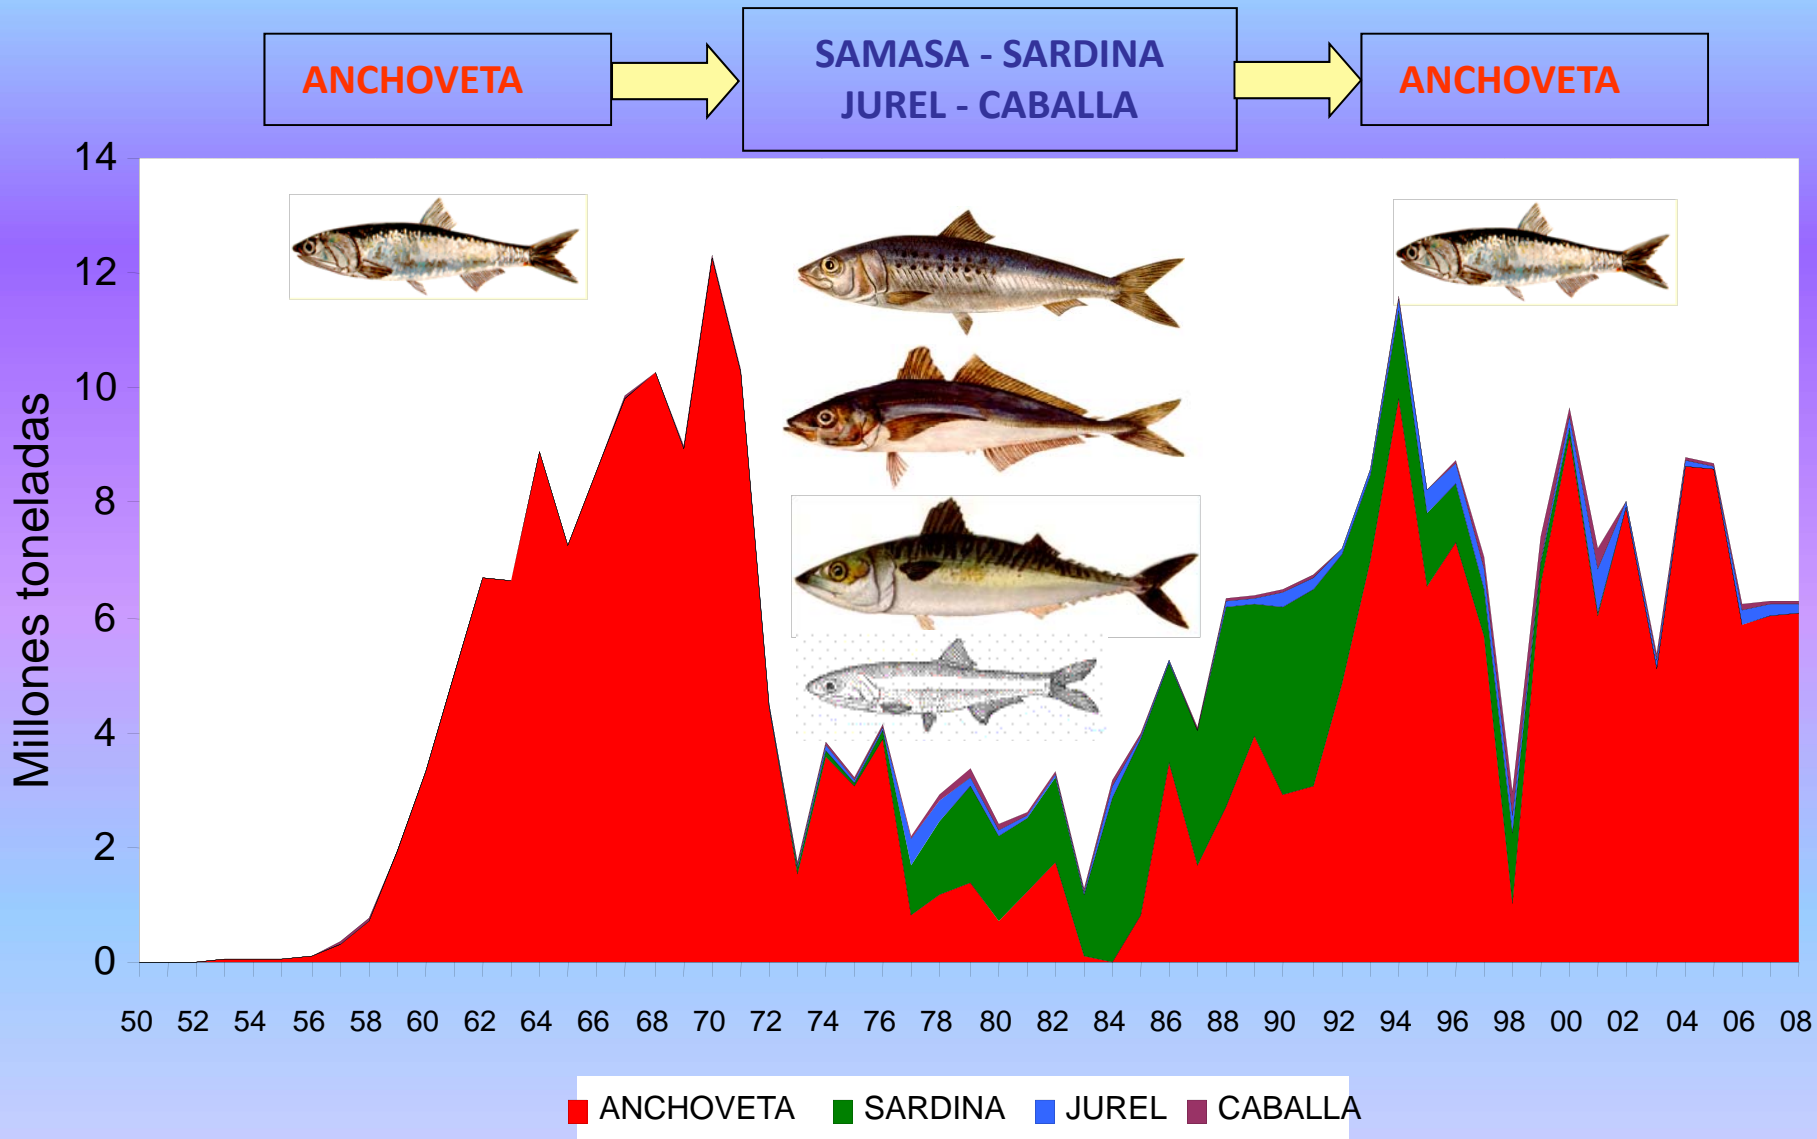 ANCHOVETA
SAMASA - SARDINA
JUREL - CABALLA
ANCHOVETA
Millones toneladas
14
12
10
8
6
4
2
0
50 52 54 56 58 60 62 64 66 68 70 72 74 76 78 80 82 84 86 88 90 92 94 96 98 00 02 04 06 08
ANCHOVETA SARDINA JUREL CABALLA